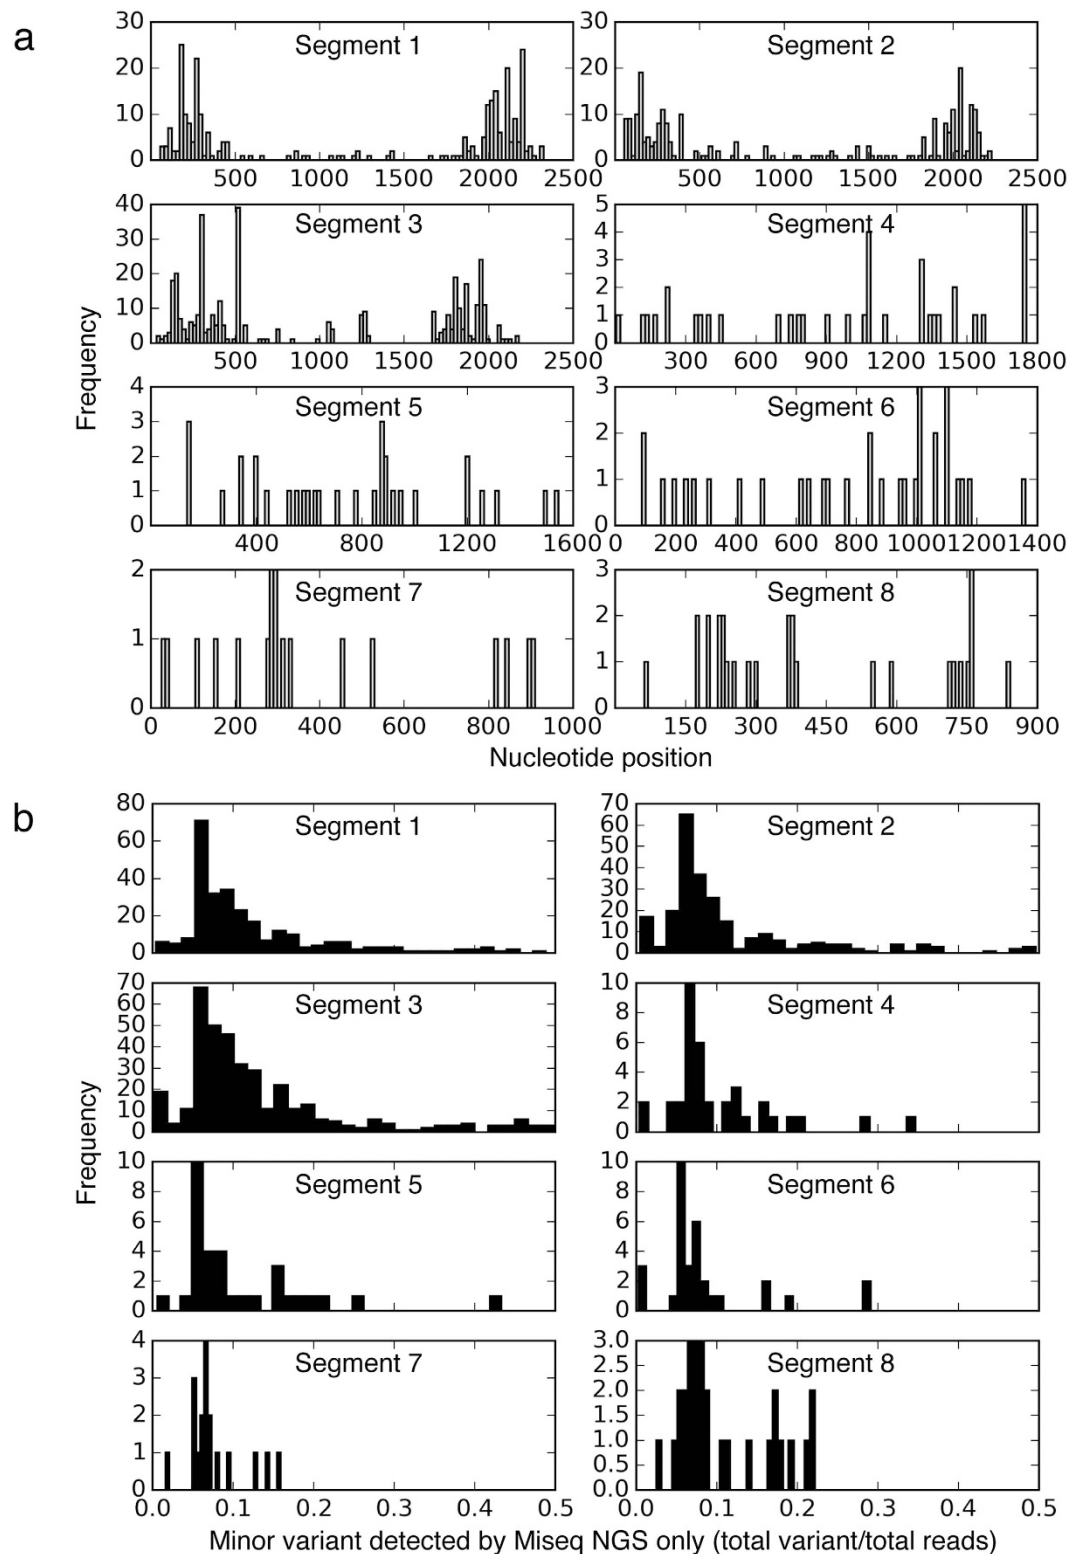 a
Segment 1
30
20
10
0
500 1000 1500 2000 2500
Segment 2
30
20
10
0
500 1000 1500 2000 2500
Segment 3
40
30
20
10
0
500 1000 1500 2000 2500
Segment 4
5
4
3
2
1
0
300 600 900 1200 1500 1800
Frequency
Segment 5
4
3
2
1
0
400 800 1200 1600
Segment 6
3
2
1
0
0 200 400 600 800 1000 1200 1400
Segment 7
2
1
0
0 200 400 600 800 1000
Segment 8
3
2
1
0
150 300 450 600 750 900
Nucleotide position
b
Segment 1
80
60
40
20
0
Segment 2
70
60
50
40
30
20
10
0
Segment 3
70
60
50
40
30
20
10
0
Segment 4
10
8
6
4
2
0
Frequency
Segment 5
10
8
6
4
2
0
Segment 6
10
8
6
4
2
0
Segment 7
4
3
2
1
0
0.0 0.1 0.2 0.3 0.4 0.5
Segment 8
3.0
2.5
2.0
1.5
1.0
0.5
0.0
0.1 0.2 0.3 0.4 0.5
Minor variant detected by Miseq NGS only (total variant/total reads)